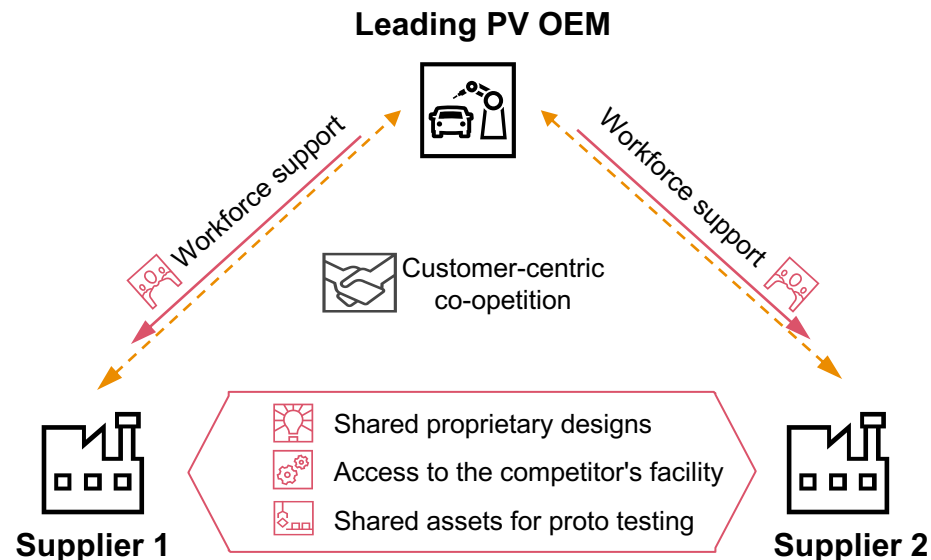 Leading PV OEM
Workforce support
Workforce support
Customer-centric
co-opetition
Shared proprietary designs
Access to the competitor's facility
Shared assets for proto testing
Supplier 1
Supplier 2